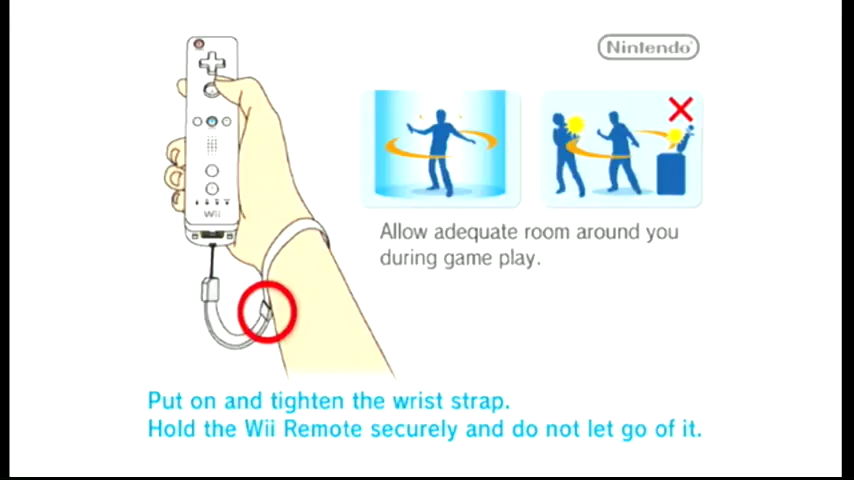 Nintendo
Wii
Allow adequate room around you
during game play.
Put on and tighten the wrist strap.
Hold the Wii Remote securely and do not let go of it.